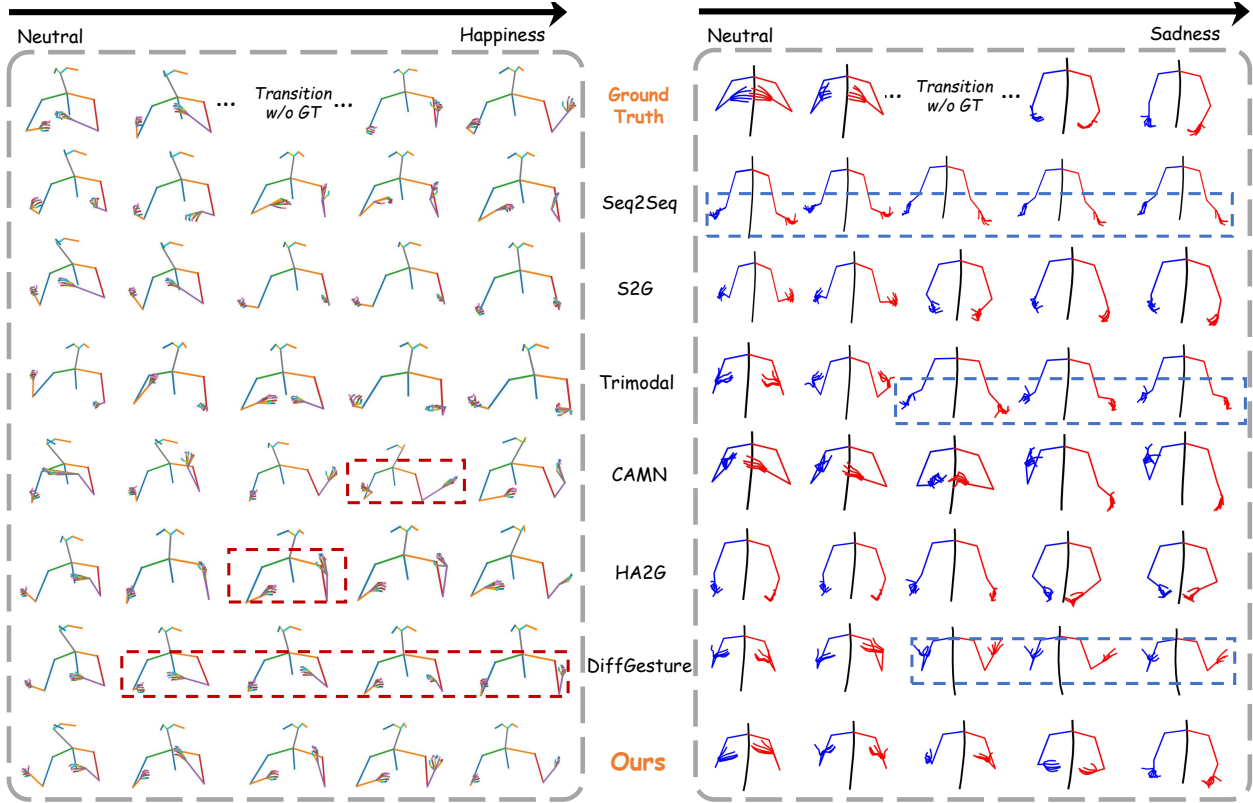 Neutral
Happiness
Neutral
Sadness
... Transition ...
w/o GT
Ground
Truth
... Transition ...
w/o GT
Seq2Seq
S2G
Trimodal
CAMN
HA2G
DiffGesture
Ours